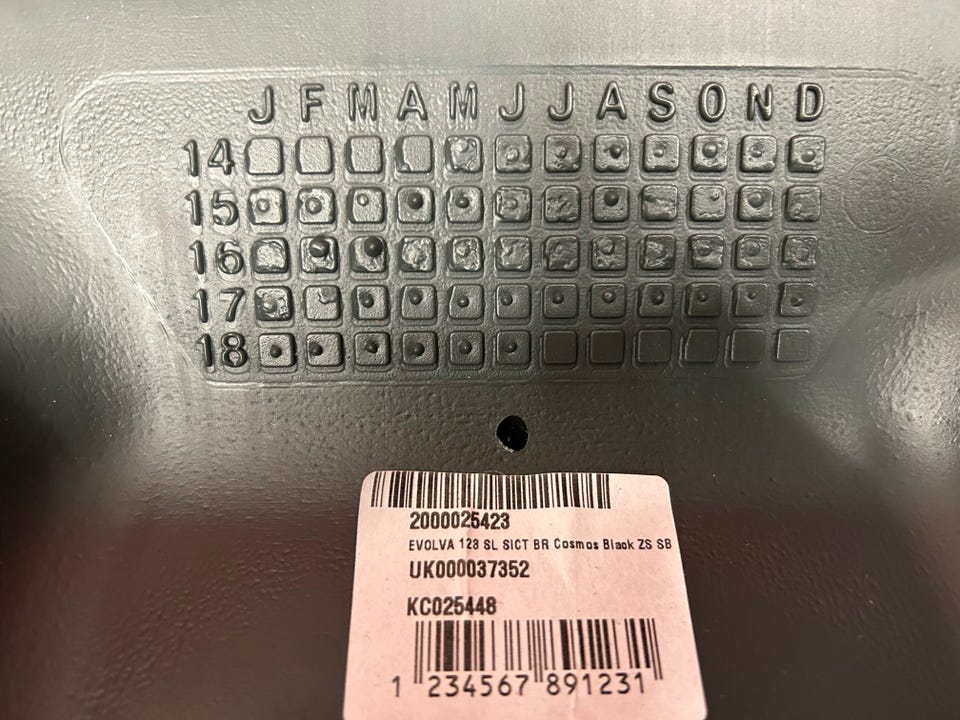 J F M A M J J A S O N D
14
15
16
17
18
2000025423
EVOLVA 123 SL SICT BR Cosmos Black ZS SB
UK000037352
KC025448
1 234567 891231